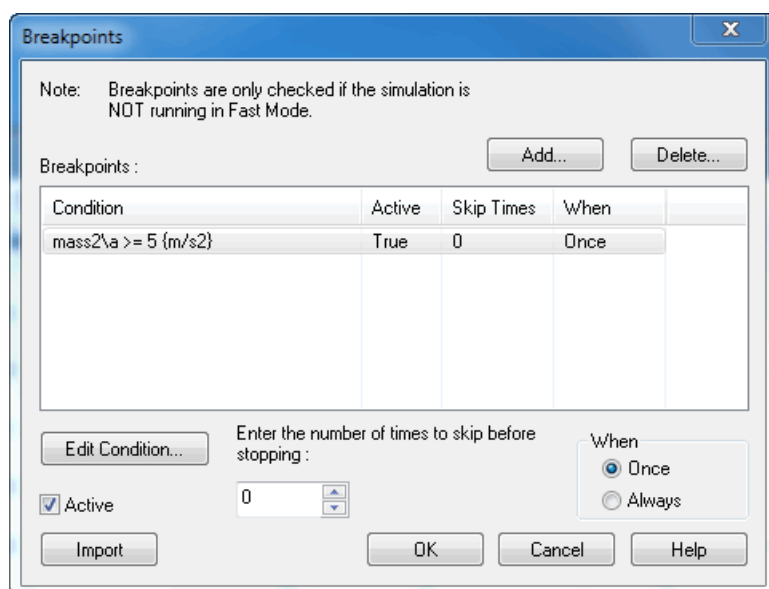 Breakpoints
Note: Breakpoints are only checked if the simulation is
NOT running in Fast Mode.
Add... Delete...
Breakpoints :
Condition Active Skip Times When
mass2\a >= 5 {m/s2} True 0 Once
Edit Condition...
Enter the number of times to skip before
stopping :
When
Once
Always
Active
0
Import OK Cancel Help